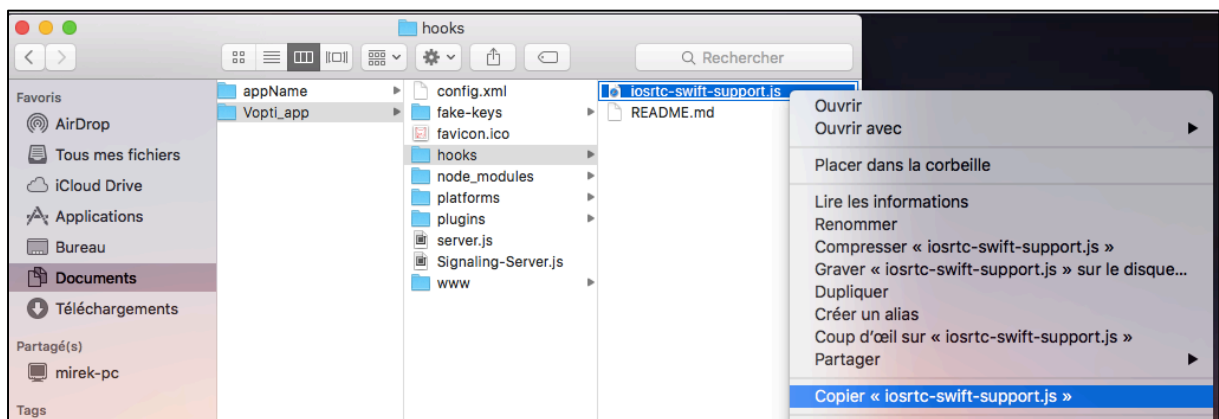 hooks
Rechercher
Favoris
AirDrop
Tous mes fichiers
iCloud Drive
Applications
Bureau
Documents
Téléchargements
Partagé(s)
mirek-pc
Tags
appName
Vopti_app
config.xml
fake-keys
favicon.ico
hooks
node_modules
platforms
plugins
server.js
Signaling-Server.js
www
iosrtc-swift-support.js
README.md
Ouvrir
Ouvrir avec
Placer dans la corbeille
Lire les informations
Renommer
Compresser « iosrtc-swift-support.js »
Graver « iosrtc-swift-support.js » sur le disque...
Dupliquer
Créer un alias
Coup d’œil sur « iosrtc-swift-support.js »
Partager
Copier « iosrtc-swift-support.js »